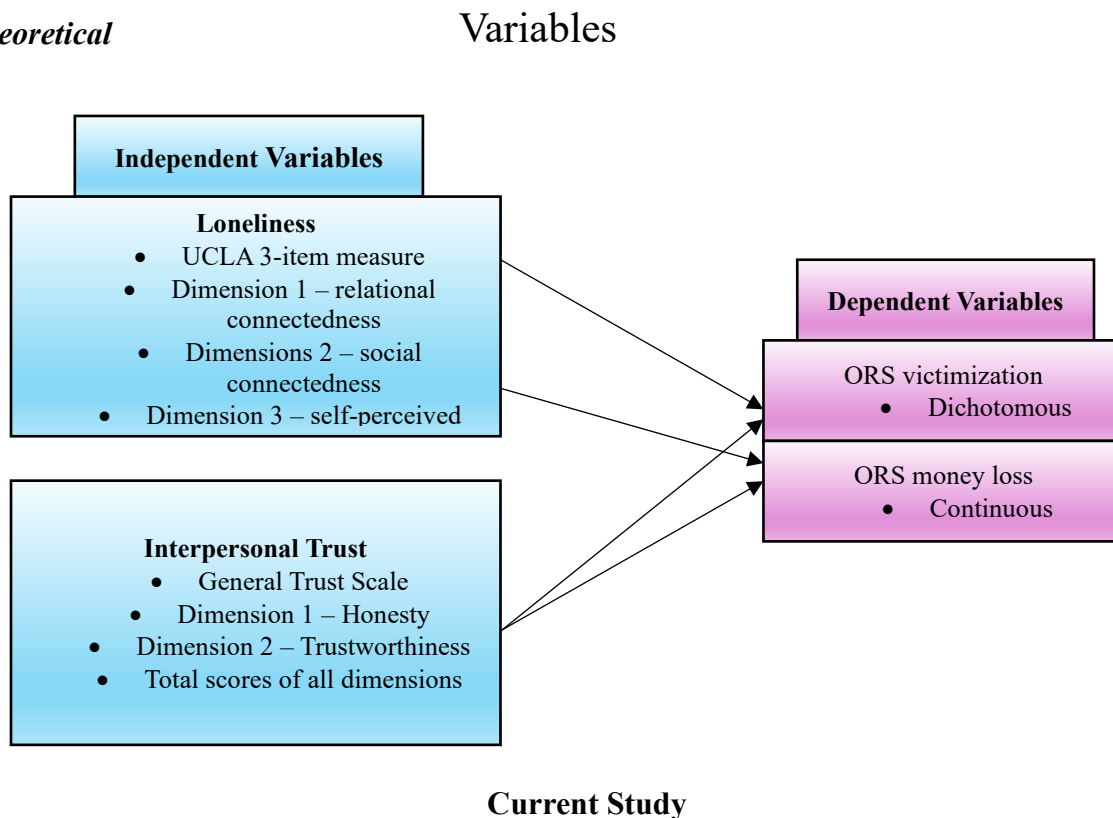 eoretical
Variables
Independent Variables
Loneliness
• UCLA 3-item measure
• Dimension 1 – relational
connectedness
• Dimensions 2 – social
connectedness
• Dimension 3 – self-perceived
Interpersonal Trust
• General Trust Scale
• Dimension 1 – Honesty
• Dimension 2 – Trustworthiness
• Total scores of all dimensions
Dependent Variables
ORS victimization
• Dichotomous
ORS money loss
• Continuous
Current Study